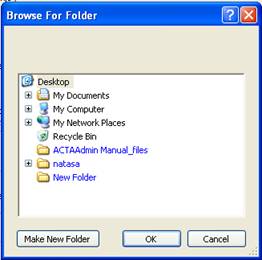 Browse For Folder
Desktop
My Documents
My Computer
My Network Places
Recycle Bin
ACTAAdmin Manual_files
natasa
New Folder
Make New Folder
OK
Cancel